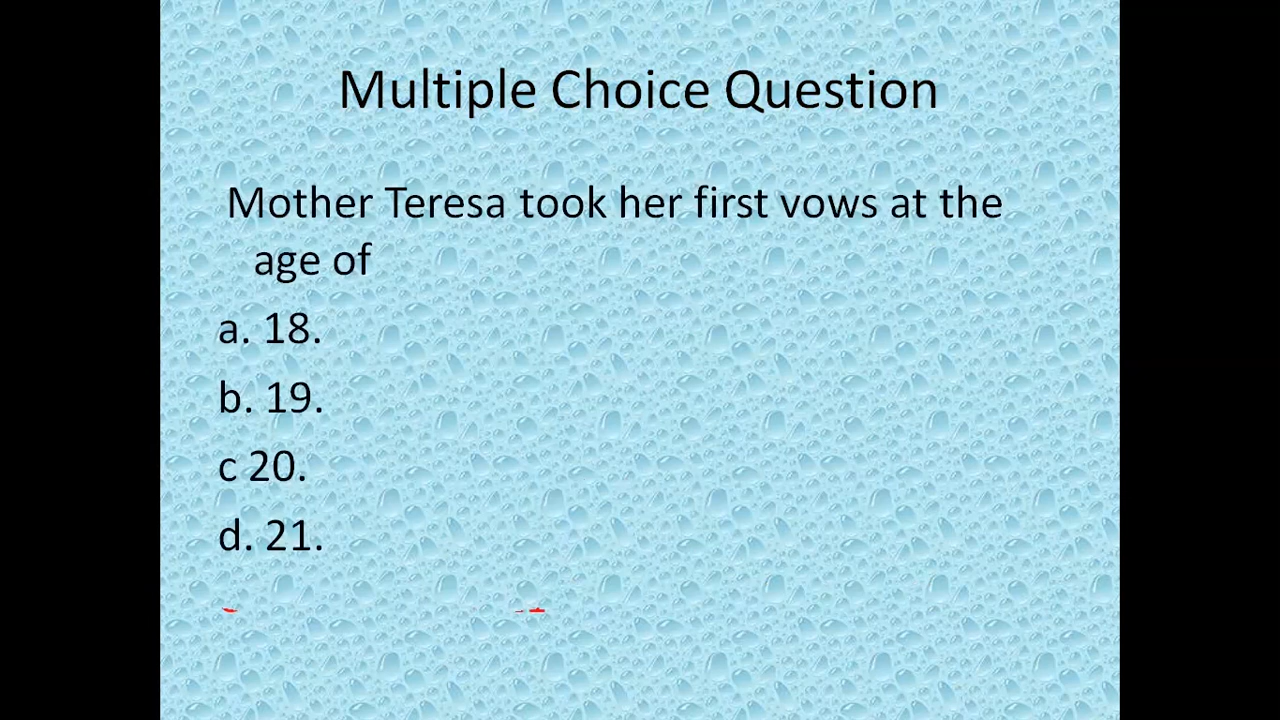 Multiple Choice Question
Mother Teresa took her first vows at the
age of
a. 18.
b. 19.
c 20.
d. 21.